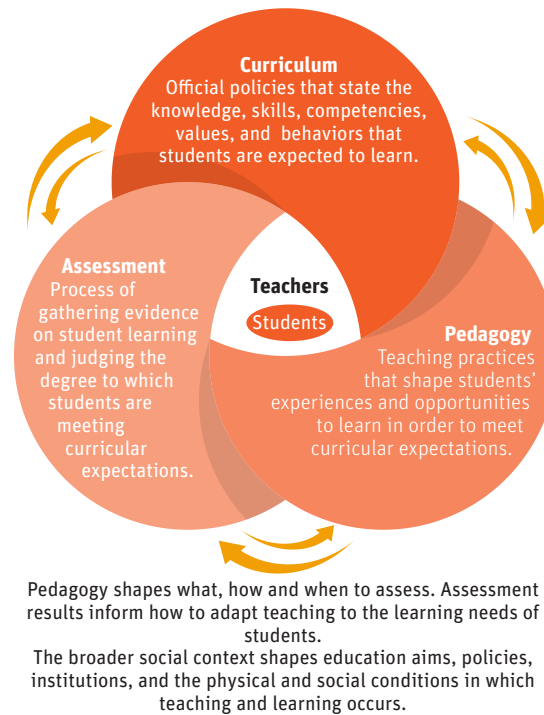 Curriculum
Official policies that state the
knowledge, skills, competencies,
values, and behaviors that
students are expected to learn.
Assessment
Process of
gathering evidence
on student learning
and judging the
degree to which
students are
meeting
curricular
expectations.
Teachers
Students
Pedagogy
Teaching practices
that shape students’
experiences and opportunities
to learn in order to meet
curricular expectations.
Pedagogy shapes what, how and when to assess. Assessment
results inform how to adapt teaching to the learning needs of
students.
The broader social context shapes education aims, policies,
institutions, and the physical and social conditions in which
teaching and learning occurs.